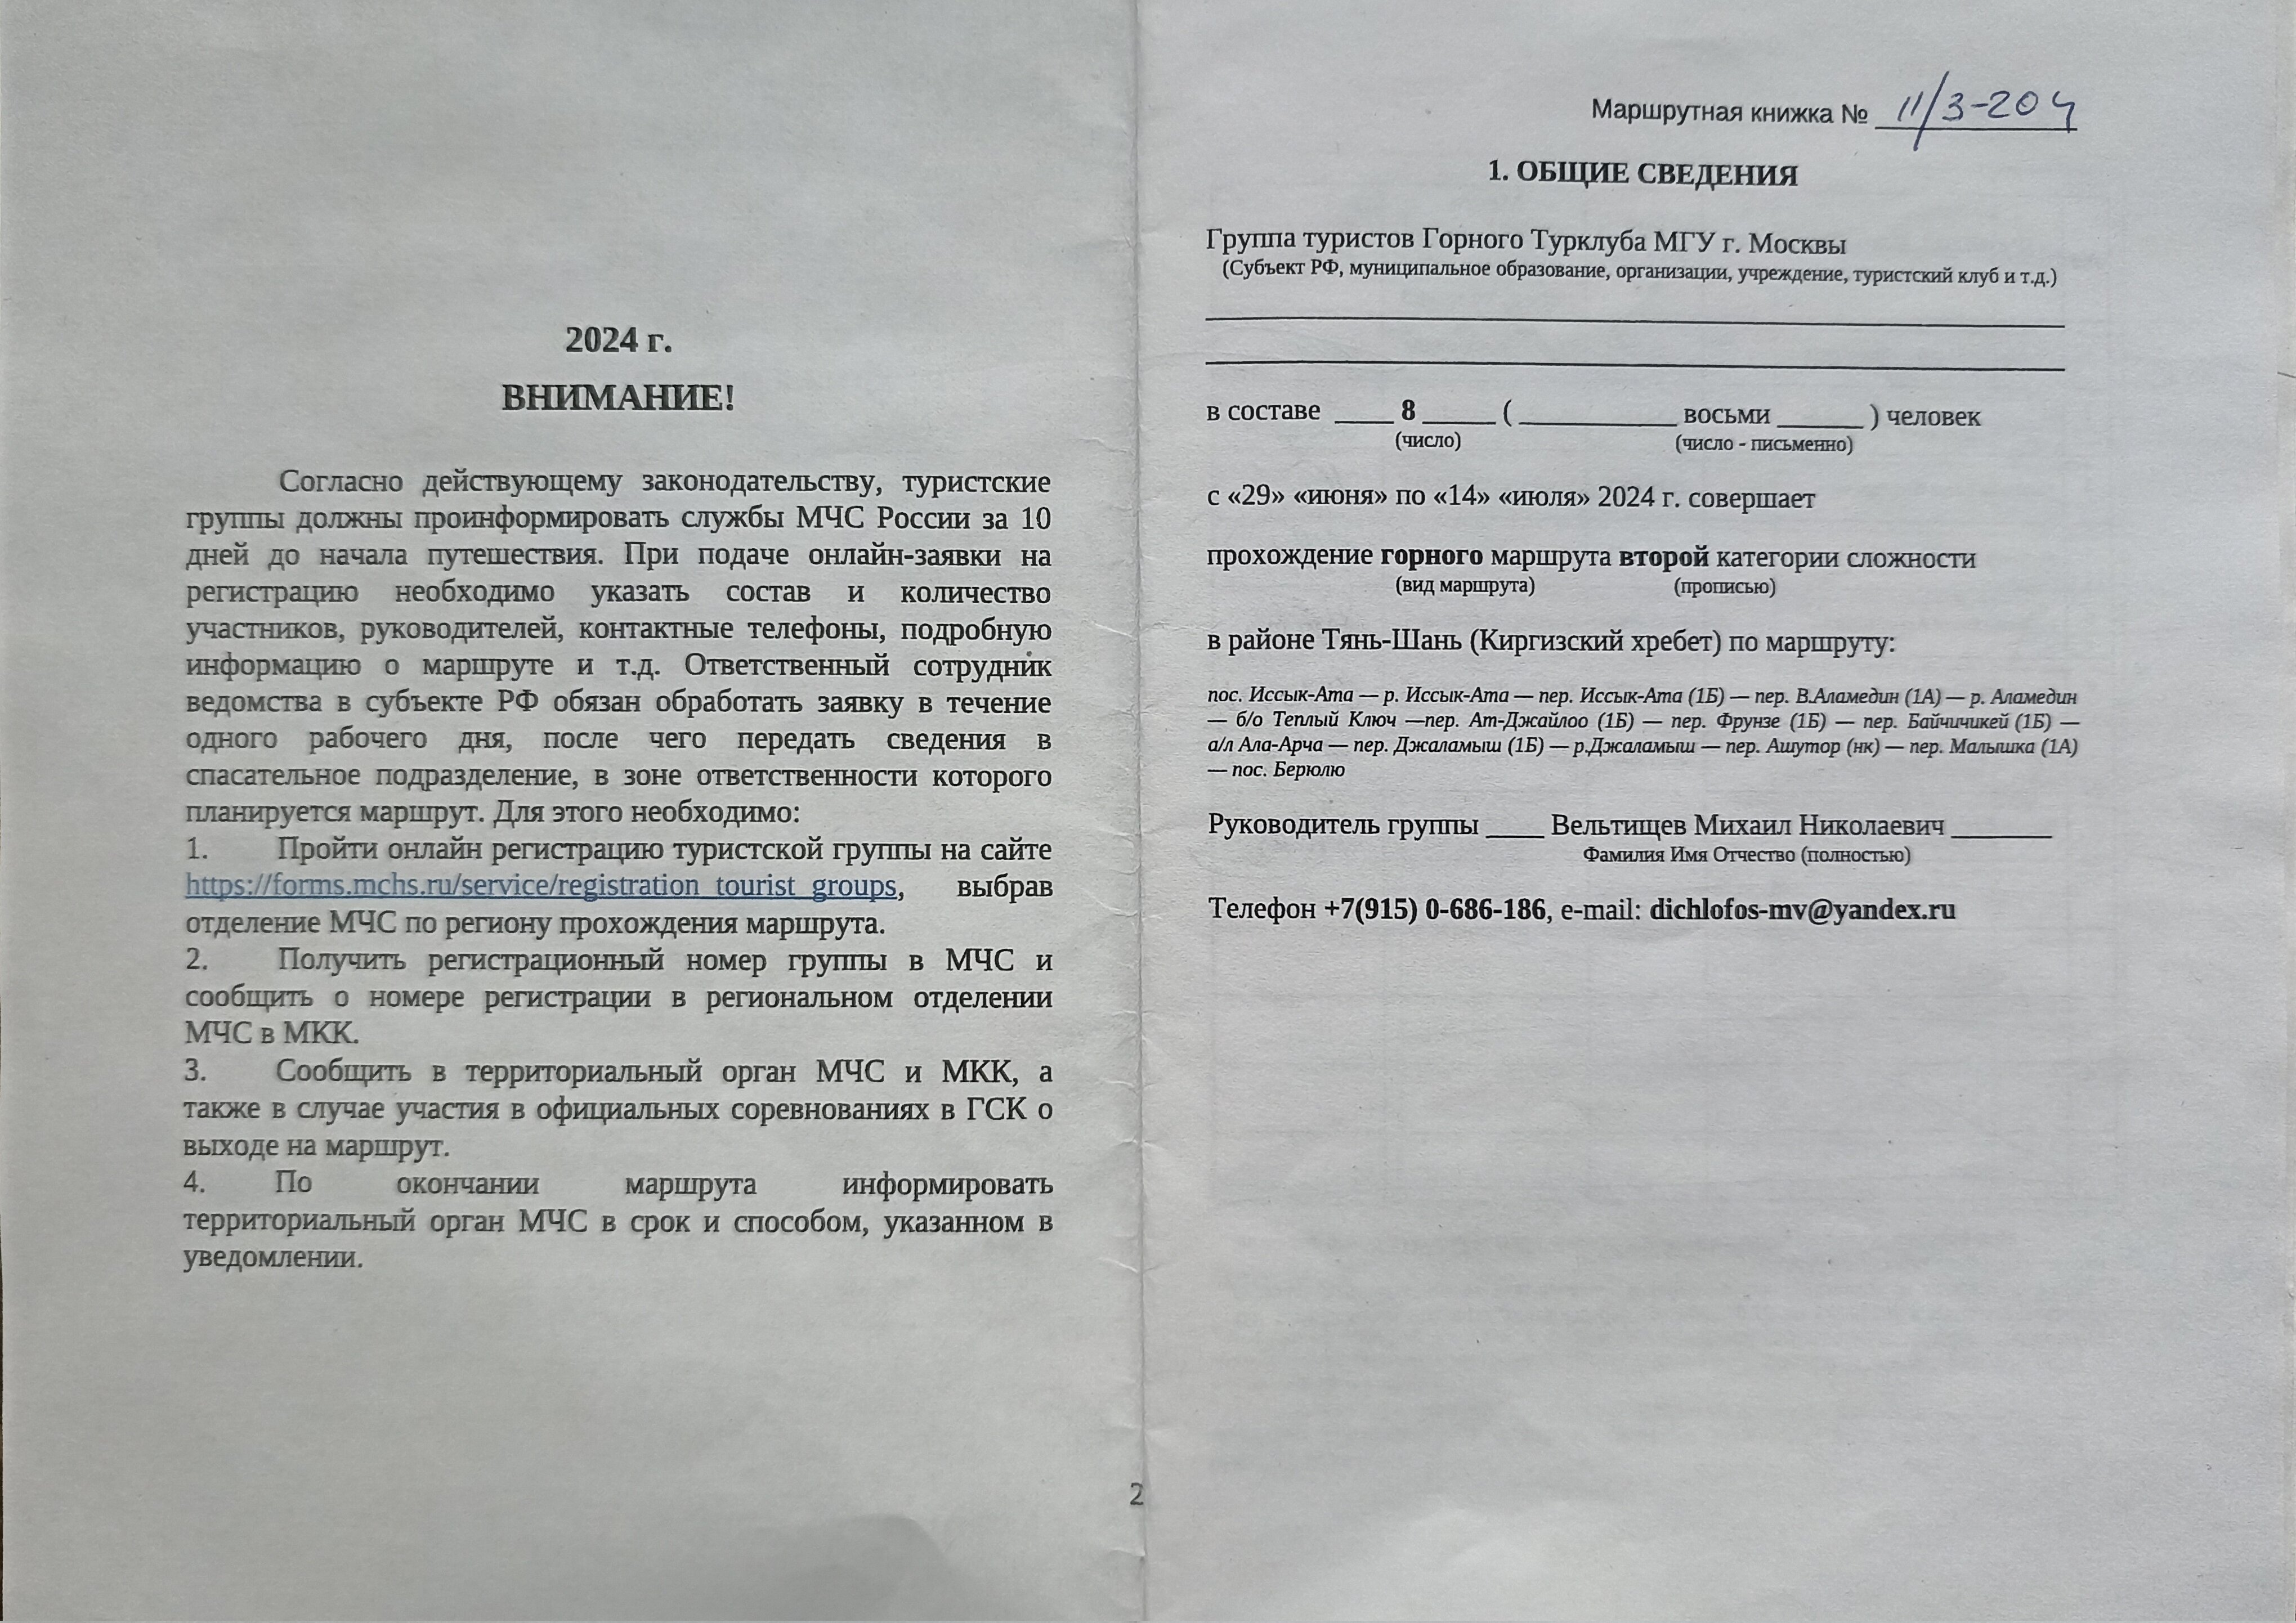 2024 г.
ВНИМАНИЕ!
Согласно действующему законодательству, туристские
группы должны проинформировать службы МЧС России за 10
дней до начала путешествия. При подаче онлайн-заявки на
регистрацию необходимо указать состав и количество
участников, руководителей, контактные телефоны, подробную
информацию о маршруте и т.д. Ответственный сотрудник
ведомства в субъекте РФ обязан обработать заявку в течение
одного рабочего дня, после чего передать сведения в
спасательное подразделение, в зоне ответственности которого
планируется маршрут. Для этого необходимо:
1. Пройти онлайн регистрацию туристской группы на сайте
https://forms.mchs.ru/service/registration_tourist_groups, выбрав
отделение МЧС по региону прохождения маршрута.
2. Получить регистрационный номер группы в МЧС и
сообщить о номере регистрации в региональном отделении
МЧС в МКК.
3. Сообщить в территориальный орган МЧС и МКК, а
также в случае участия в официальных соревнованиях в ГСК о
выходе на маршрут.
4. По окончании маршрута информировать
территориальный орган МЧС в срок и способом, указанном в
уведомлении.
2
Маршрутная книжка № 11/3-204
1. ОБЩИЕ СВЕДЕНИЯ
Группа туристов Горного Турклуба МГУ г. Москвы
(Субъект РФ, муниципальное образование, организации, учреждение, туристский клуб и т.д.)
в составе ____ 8 _____ ( ___________ восьми ______ ) человек
(число) (число - письменно)
с «29» «июня» по «14» «июля» 2024 г. совершает
прохождение горного маршрута второй категории сложности
(вид маршрута) (прописью)
в районе Тянь-Шань (Киргизский хребет) по маршруту:
пос. Иссык-Ата — р. Иссык-Ата — пер. Иссык-Ата (1Б) — пер. В.Аламедин (1А) — р. Аламедин
— б/о Теплый Ключ —пер. Ат-Джайлоо (1Б) — пер. Фрунзе (1Б) — пер. Байчичикей (1Б) —
а/л Ала-Арча — пер. Джаламыш (1Б) — р.Джаламыш — пер. Ашутор (нк) — пер. Малышка (1А)
— пос. Берюлю
Руководитель группы ____ Вельтищев Михаил Николаевич _______
Фамилия Имя Отчество (полностью)
Телефон +7(915) 0-686-186, e-mail: dichlofos-mv@yandex.ru